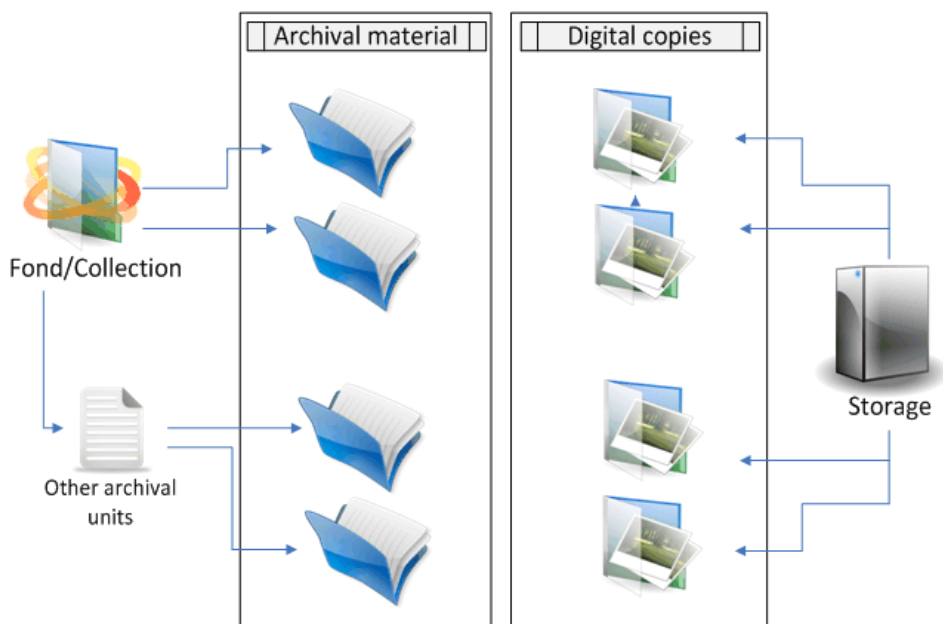 Archival material
Digital copies
Fond/Collection
Storage
Other archival
units